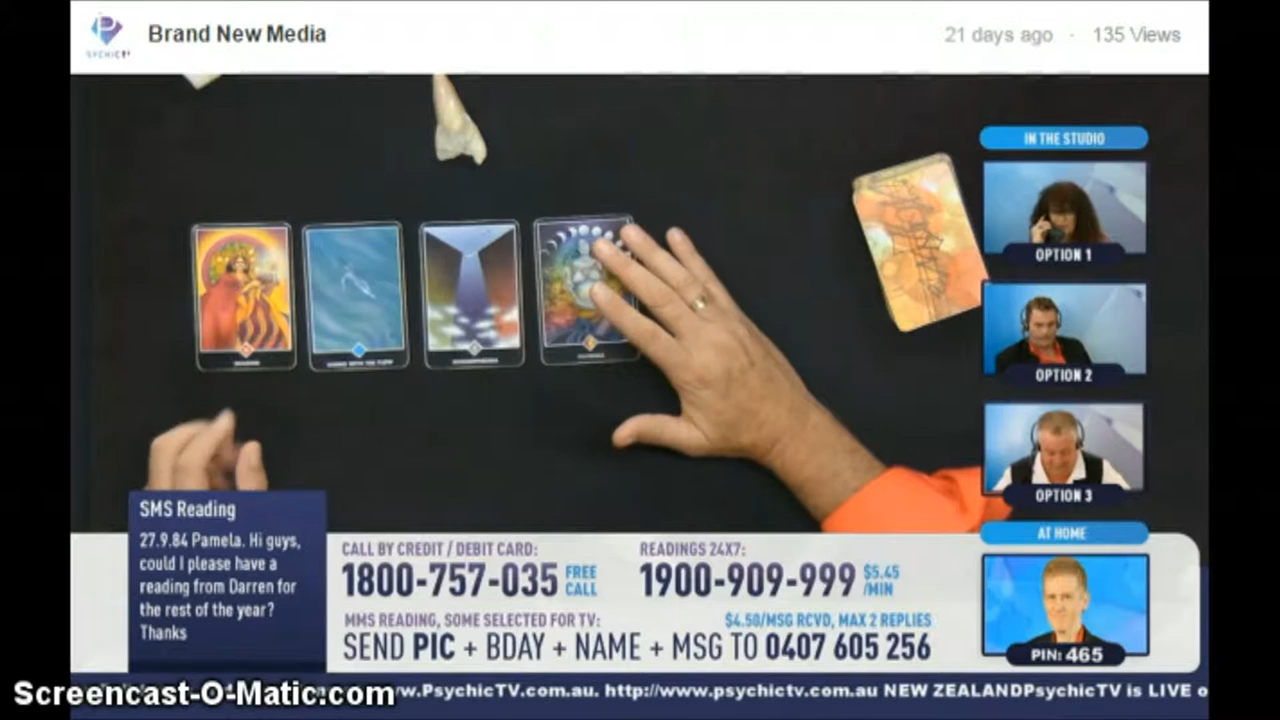 Brand New Media
21 days ago · 135 Views
IN THE STUDIO
OPTION 1
OPTION 2
OPTION 3
AT HOME
PIN: 465
SMS Reading
27.9.84 Pamela. Hi guys,
could I please have a
reading from Darren for
the rest of the year?
Thanks
CALL BY CREDIT / DEBIT CARD:
1800-757-035 FREE CALL
READINGS 24X7:
1900-909-999 $5.45 /MIN
MMS READING, SOME SELECTED FOR TV:
$4.50/MSG RCVD, MAX 2 REPLIES
SEND PIC + BDAY + NAME + MSG TO 0407 605 256
www.PsychicTV.com.au. http://www.psychictv.com.au NEW ZEALANDPsychicTV is LIVE o
Screencast-O-Matic.com